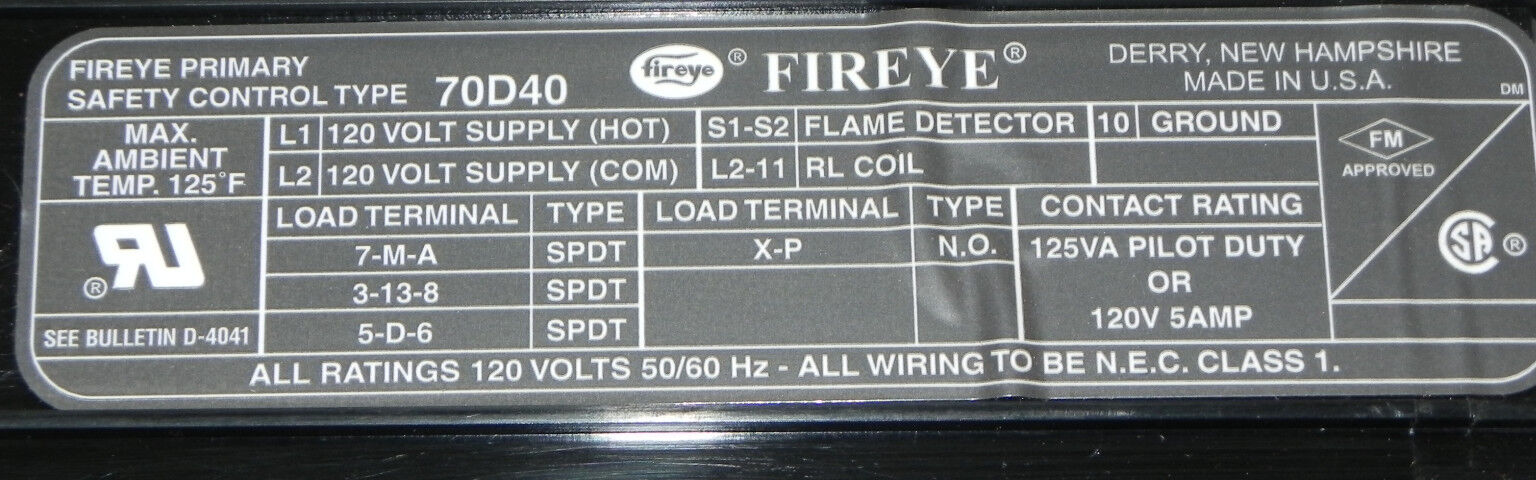 FIREYE PRIMARY
SAFETY CONTROL TYPE 70D40
fireye ® FIREYE®
DERRY, NEW HAMPSHIRE
MADE IN U.S.A.
DM
MAX.
AMBIENT
TEMP. 125°F
L1 120 VOLT SUPPLY (HOT) S1-S2 FLAME DETECTOR 10 GROUND
L2 120 VOLT SUPPLY (COM) L2-11 RL COIL
FM
APPROVED
LOAD TERMINAL TYPE LOAD TERMINAL TYPE CONTACT RATING
7-M-A SPDT X-P N.O. 125VA PILOT DUTY
3-13-8 SPDT OR
5-D-6 SPDT 120V 5AMP
RU ®
SA ®
SEE BULLETIN D-4041
ALL RATINGS 120 VOLTS 50/60 Hz - ALL WIRING TO BE N.E.C. CLASS 1.